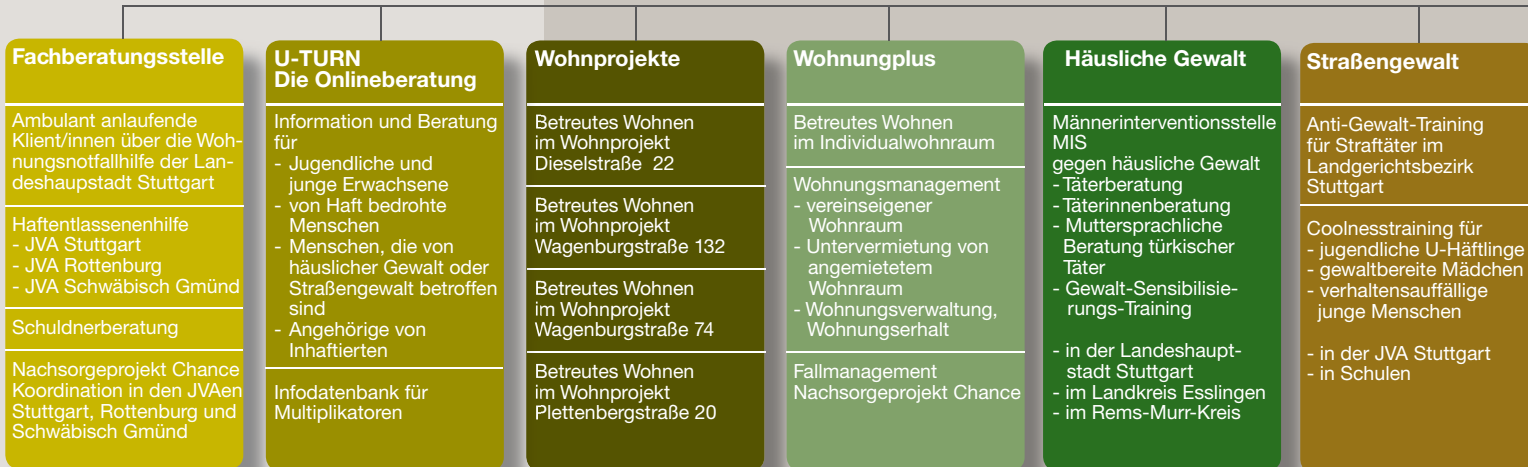 Fachberatungsstelle
Ambulant anlaufende
Klient/innen über die Woh-
nungsnotfallhilfe der Lan-
deshaupstadt Stuttgart
Haftentlassenenhilfe
- JVA Stuttgart
- JVA Rottenburg
- JVA Schwäbisch Gmünd
Schuldnerberatung
Nachsorgeprojekt Chance
Koordination in den JVAen
Stuttgart, Rottenburg und
Schwäbisch Gmünd
U-TURN
Die Onlineberatung
Information und Beratung
für
- Jugendliche und
junge Erwachsene
- von Haft bedrohte
Menschen
- Menschen, die von
häuslicher Gewalt oder
Straßengewalt betroffen
sind
- Angehörige von
Inhaftierten
Infodatenbank für
Multiplikatoren
Wohnprojekte
Betreutes Wohnen
im Wohnprojekt
Dieselstraße 22
Betreutes Wohnen
im Wohnprojekt
Wagenburgstraße 132
Betreutes Wohnen
im Wohnprojekt
Wagenburgstraße 74
Betreutes Wohnen
im Wohnprojekt
Plettenbergstraße 20
Wohnungplus
Betreutes Wohnen
im Individualwohnraum
Wohnungsmanagement
- vereinseigener
Wohnraum
- Untervermietung von
angemietetem
Wohnraum
- Wohnungsverwaltung,
Wohnungserhalt
Fallmanagement
Nachsorgeprojekt Chance
Häusliche Gewalt
Männerinterventionsstelle
MIS
gegen häusliche Gewalt
- Täterberatung
- Täterinnenberatung
- Muttersprachliche
Beratung türkischer
Täter
- Gewalt-Sensibilisie-
rungs-Training
- in der Landeshaupt-
stadt Stuttgart
- im Landkreis Esslingen
- im Rems-Murr-Kreis
Straßengewalt
Anti-Gewalt-Training
für Straftäter im
Landgerichtsbezirk
Stuttgart
Coolnesstraining für
- jugendliche U-Häftlinge
- gewaltbereite Mädchen
- verhaltensauffällige
junge Menschen
- in der JVA Stuttgart
- in Schulen